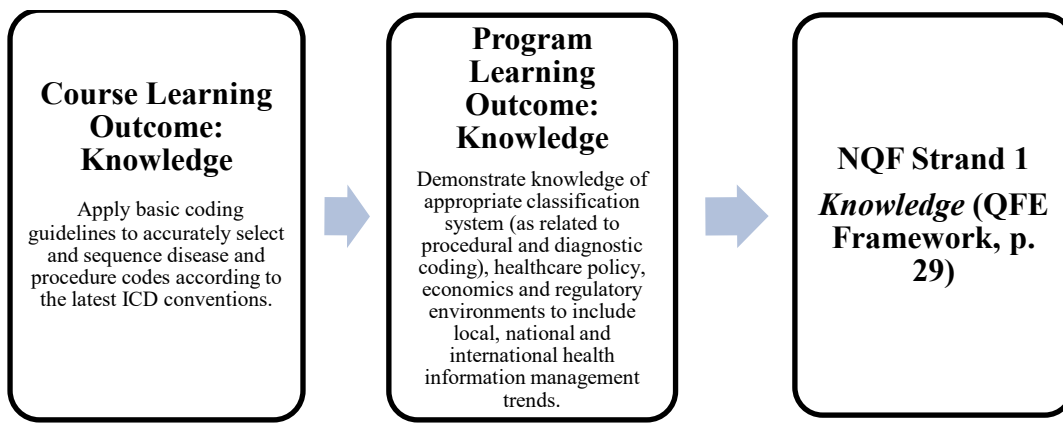 Course Learning
Outcome:
Knowledge
Apply basic coding
guidelines to accurately select
and sequence disease and
procedure codes according to
the latest ICD conventions.
Program
Learning
Outcome:
Knowledge
Demonstrate knowledge of
appropriate classification
system (as related to
procedural and diagnostic
coding), healthcare policy,
economics and regulatory
environments to include
local, national and
international health
information management
trends.
NQF Strand 1
Knowledge (QFE
Framework, p.
29)